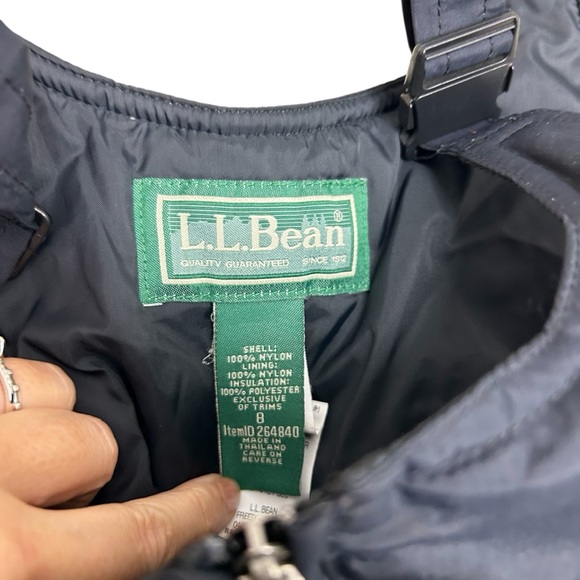 L.L.Bean®
QUALITY GUARANTEED SINCE 1912
SHELL:
100% NYLON
LINING:
100% NYLON
INSULATION:
100% POLYESTER
EXCLUSIVE
OF TRIMS
8
ItemID 264840
MADE IN
THAILAND
CARE ON
REVERSE
L.L. BEAN